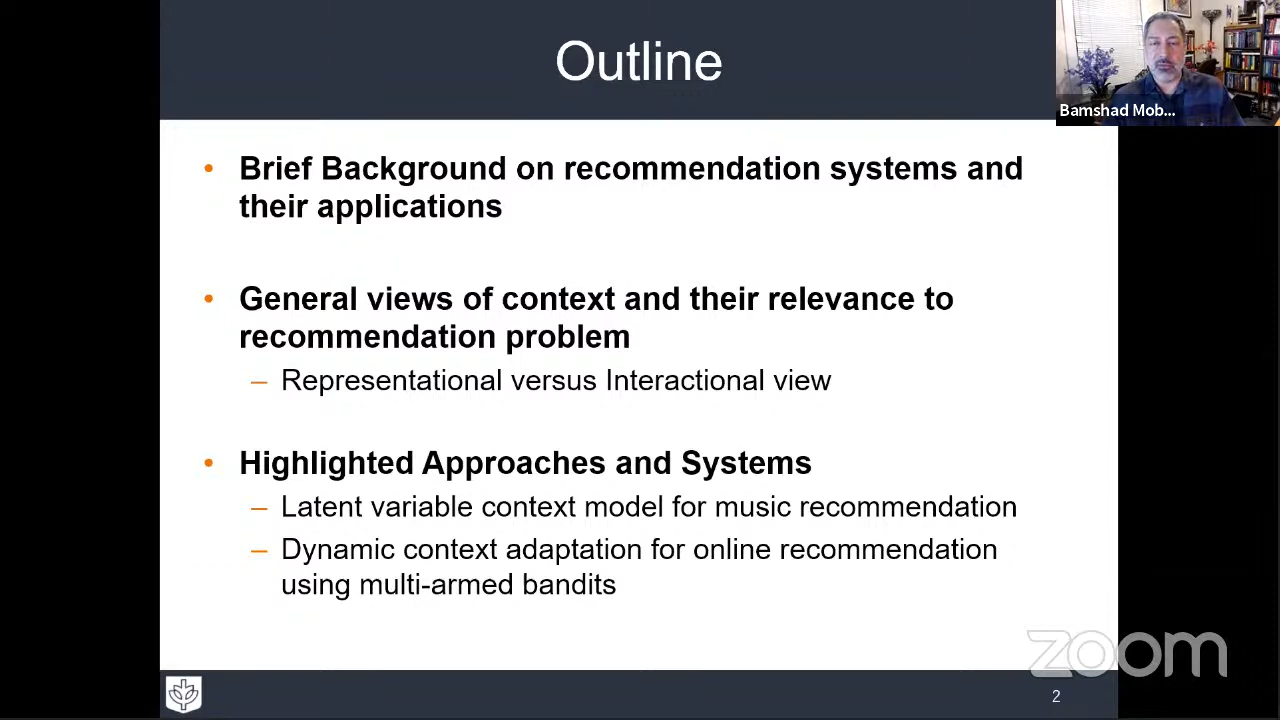 Outline
Bamshad Mob...
• Brief Background on recommendation systems and
their applications
• General views of context and their relevance to
recommendation problem
– Representational versus Interactional view
• Highlighted Approaches and Systems
– Latent variable context model for music recommendation
– Dynamic context adaptation for online recommendation
using multi-armed bandits
zoom
2